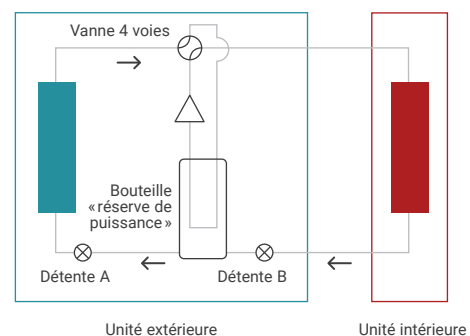 Vanne 4 voies
Bouteille
«réserve de
puissance»
Détente A
Détente B
Unité extérieure
Unité intérieure